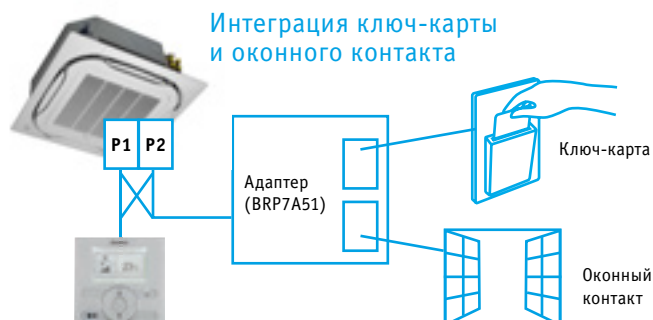 Интеграция ключ-карты
и оконного контакта
P1 P2
Адаптер
(BRP7A51)
Ключ-карта
Оконный
контакт